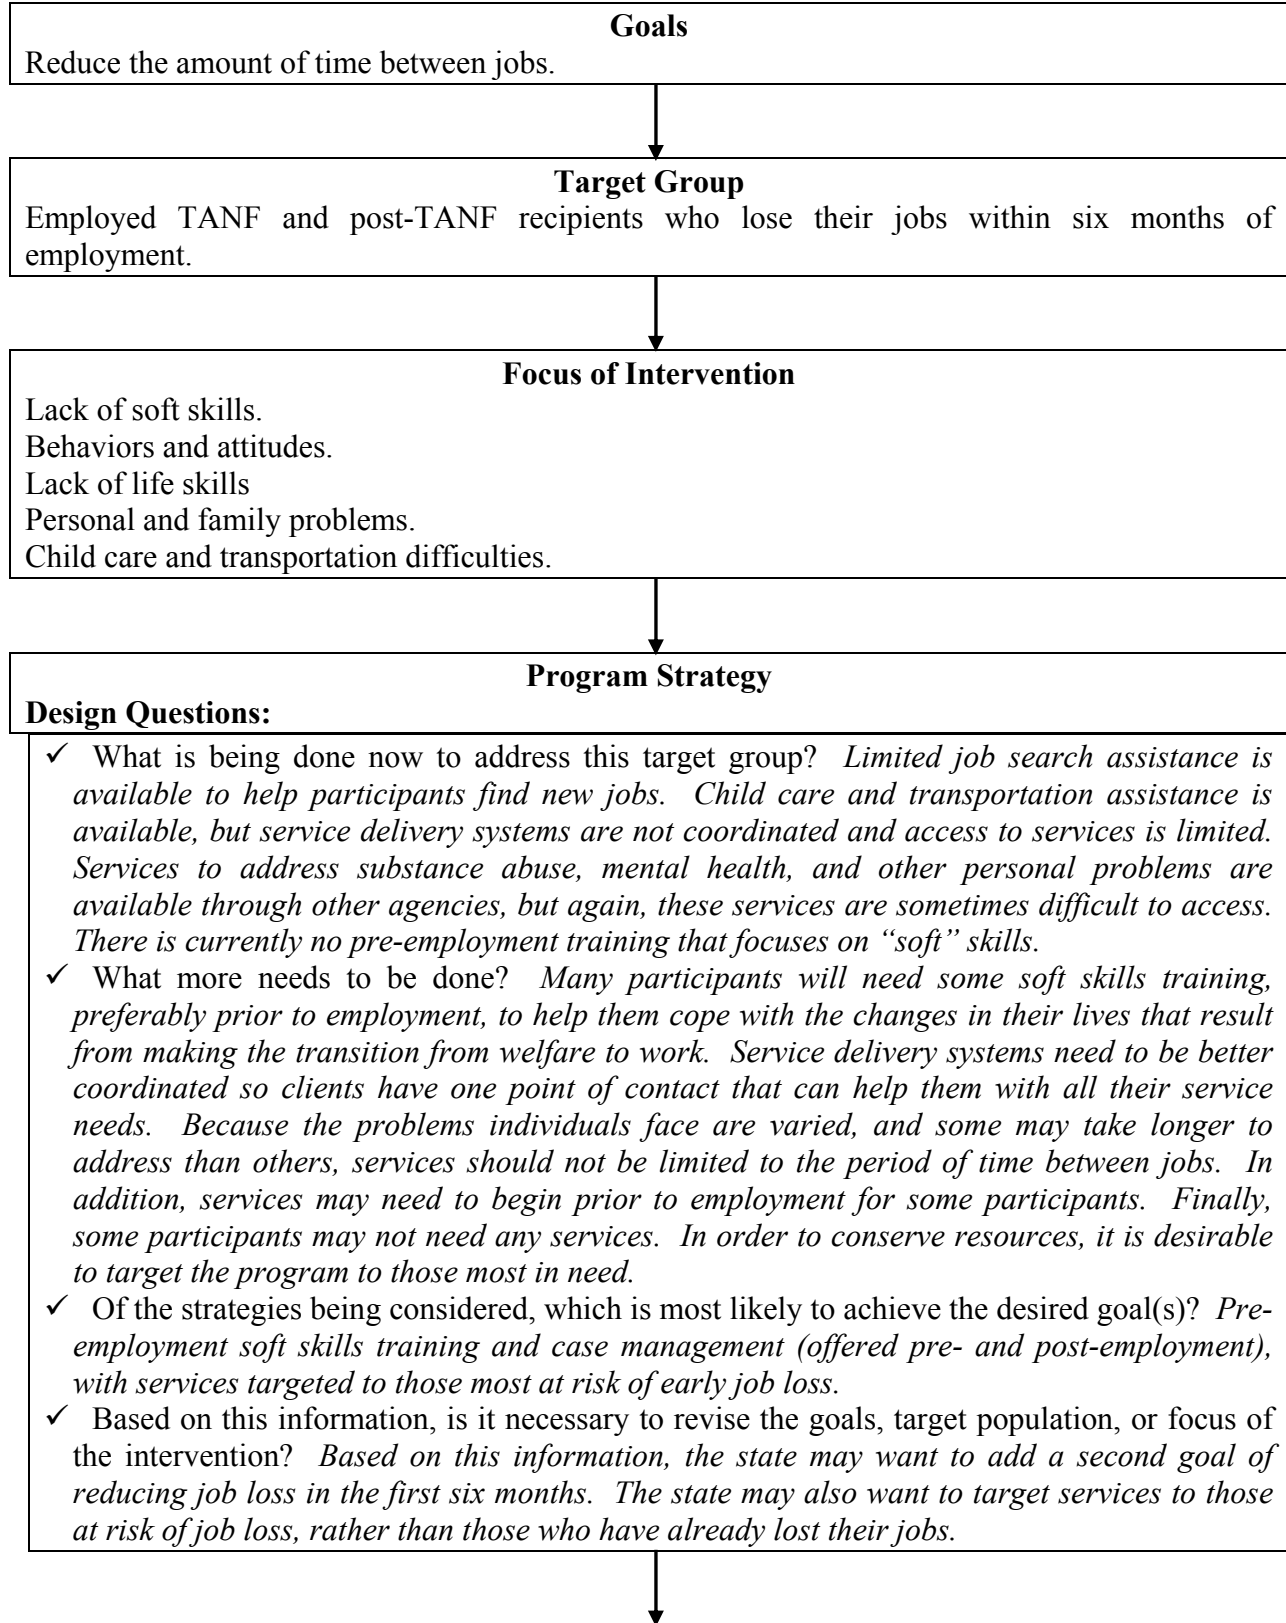 Goals
Reduce the amount of time between jobs.
Target Group
Employed TANF and post-TANF recipients who lose their jobs within six months of
employment.
Focus of Intervention
Lack of soft skills.
Behaviors and attitudes.
Lack of life skills
Personal and family problems.
Child care and transportation difficulties.
Program Strategy
Design Questions:
✓ What is being done now to address this target group? Limited job search assistance is
available to help participants find new jobs. Child care and transportation assistance is
available, but service delivery systems are not coordinated and access to services is limited.
Services to address substance abuse, mental health, and other personal problems are
available through other agencies, but again, these services are sometimes difficult to access.
There is currently no pre-employment training that focuses on “soft” skills.
✓ What more needs to be done? Many participants will need some soft skills training,
preferably prior to employment, to help them cope with the changes in their lives that result
from making the transition from welfare to work. Service delivery systems need to be better
coordinated so clients have one point of contact that can help them with all their service
needs. Because the problems individuals face are varied, and some may take longer to
address than others, services should not be limited to the period of time between jobs. In
addition, services may need to begin prior to employment for some participants. Finally,
some participants may not need any services. In order to conserve resources, it is desirable
to target the program to those most in need.
✓ Of the strategies being considered, which is most likely to achieve the desired goal(s)? Pre-
employment soft skills training and case management (offered pre- and post-employment),
with services targeted to those most at risk of early job loss.
✓ Based on this information, is it necessary to revise the goals, target population, or focus of
the intervention? Based on this information, the state may want to add a second goal of
reducing job loss in the first six months. The state may also want to target services to those
at risk of job loss, rather than those who have already lost their jobs.